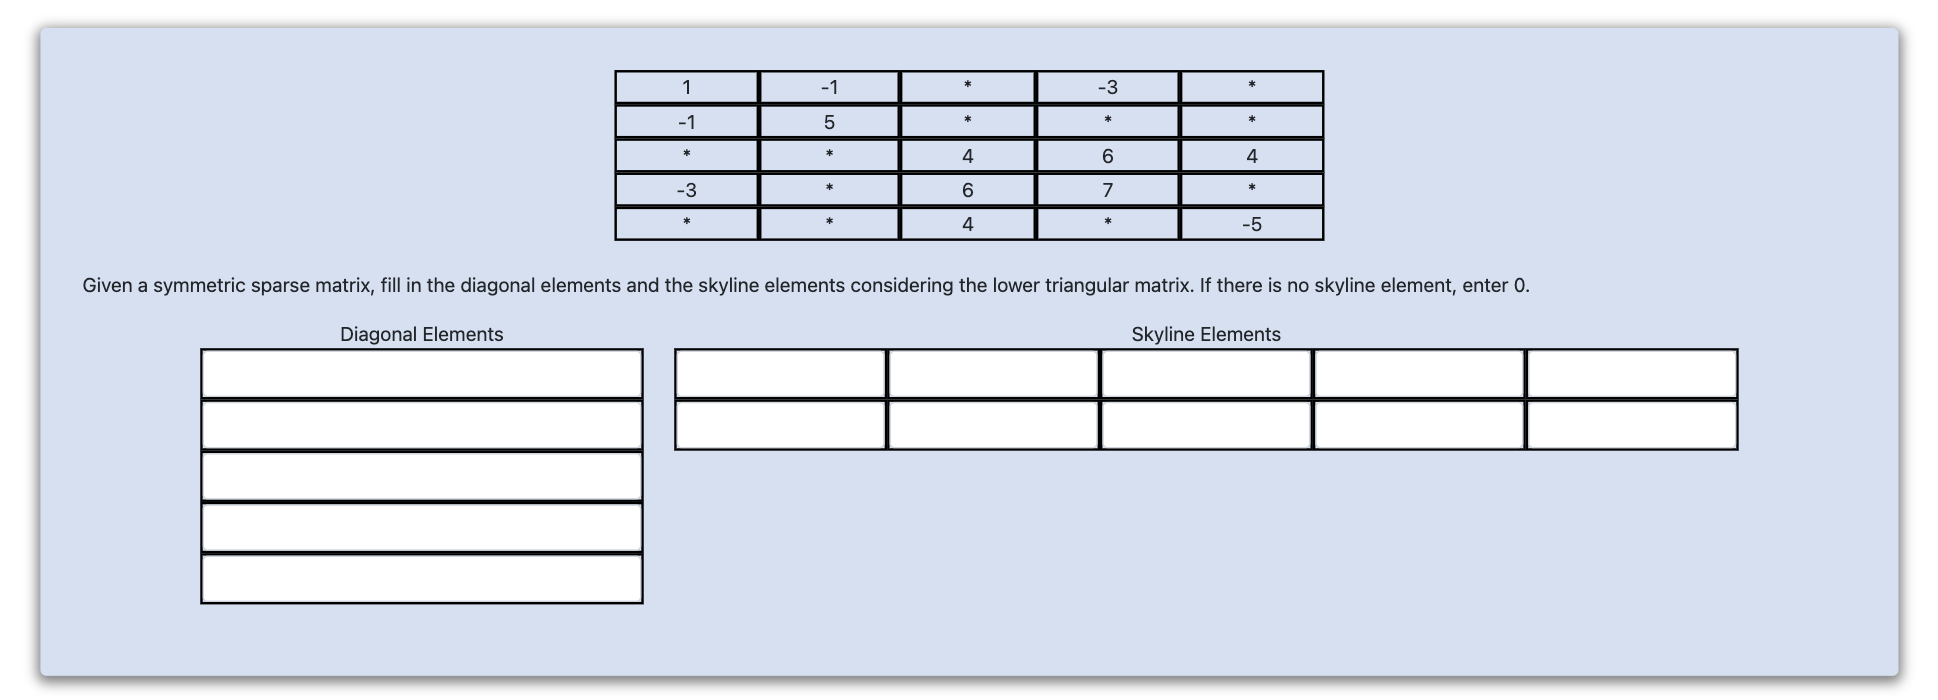 1 -1 * -3 *
-1 5 * * *
* * 4 6 4
-3 * 6 7 *
* * 4 * -5
Given a symmetric sparse matrix, fill in the diagonal elements and the skyline elements considering the lower triangular matrix. If there is no skyline element, enter 0.
Diagonal Elements
Skyline Elements